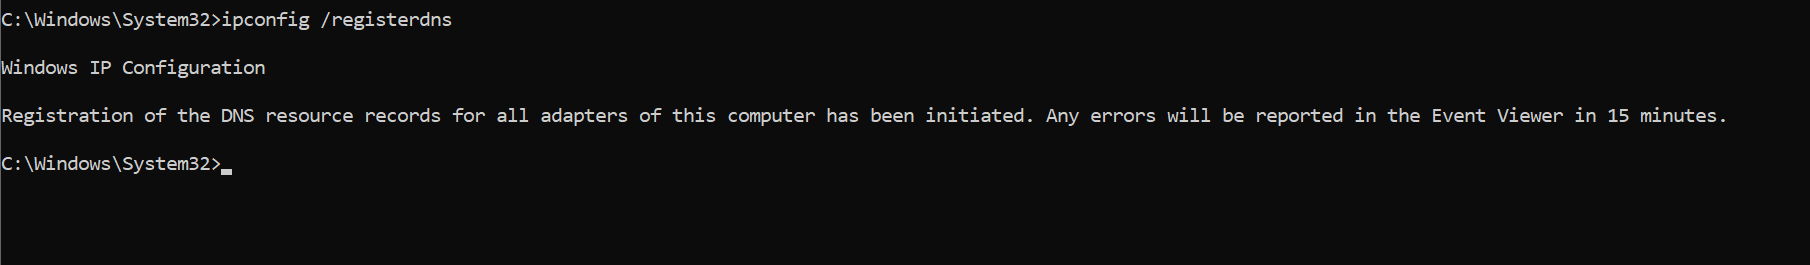 C:\Windows\System32>ipconfig /registerdns
Windows IP Configuration
Registration of the DNS resource records for all adapters of this computer has been initiated. Any errors will be reported in the Event Viewer in 15 minutes.
C:\Windows\System32>